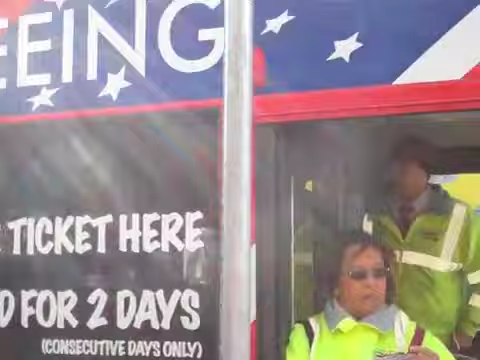 EEING
TICKET HERE
D FOR 2 DAYS
(CONSECUTIVE DAYS ONLY)